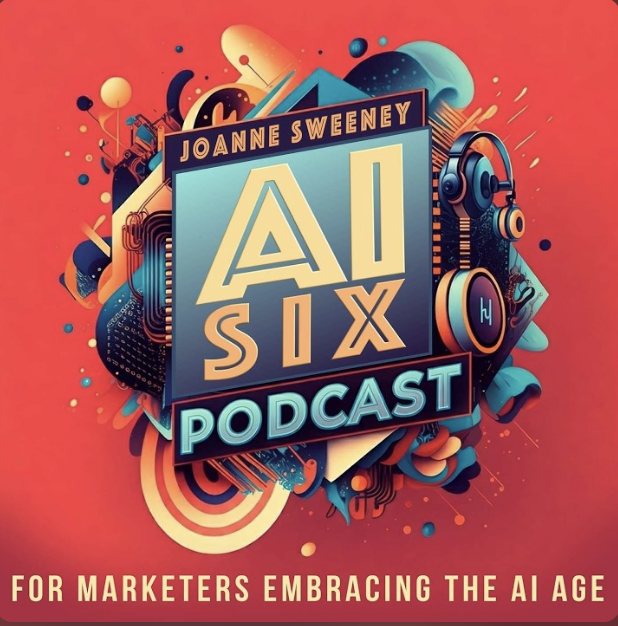 JOANNE SWEENEY
AI
SIX
PODCAST
FOR MARKETERS EMBRACING THE AI AGE